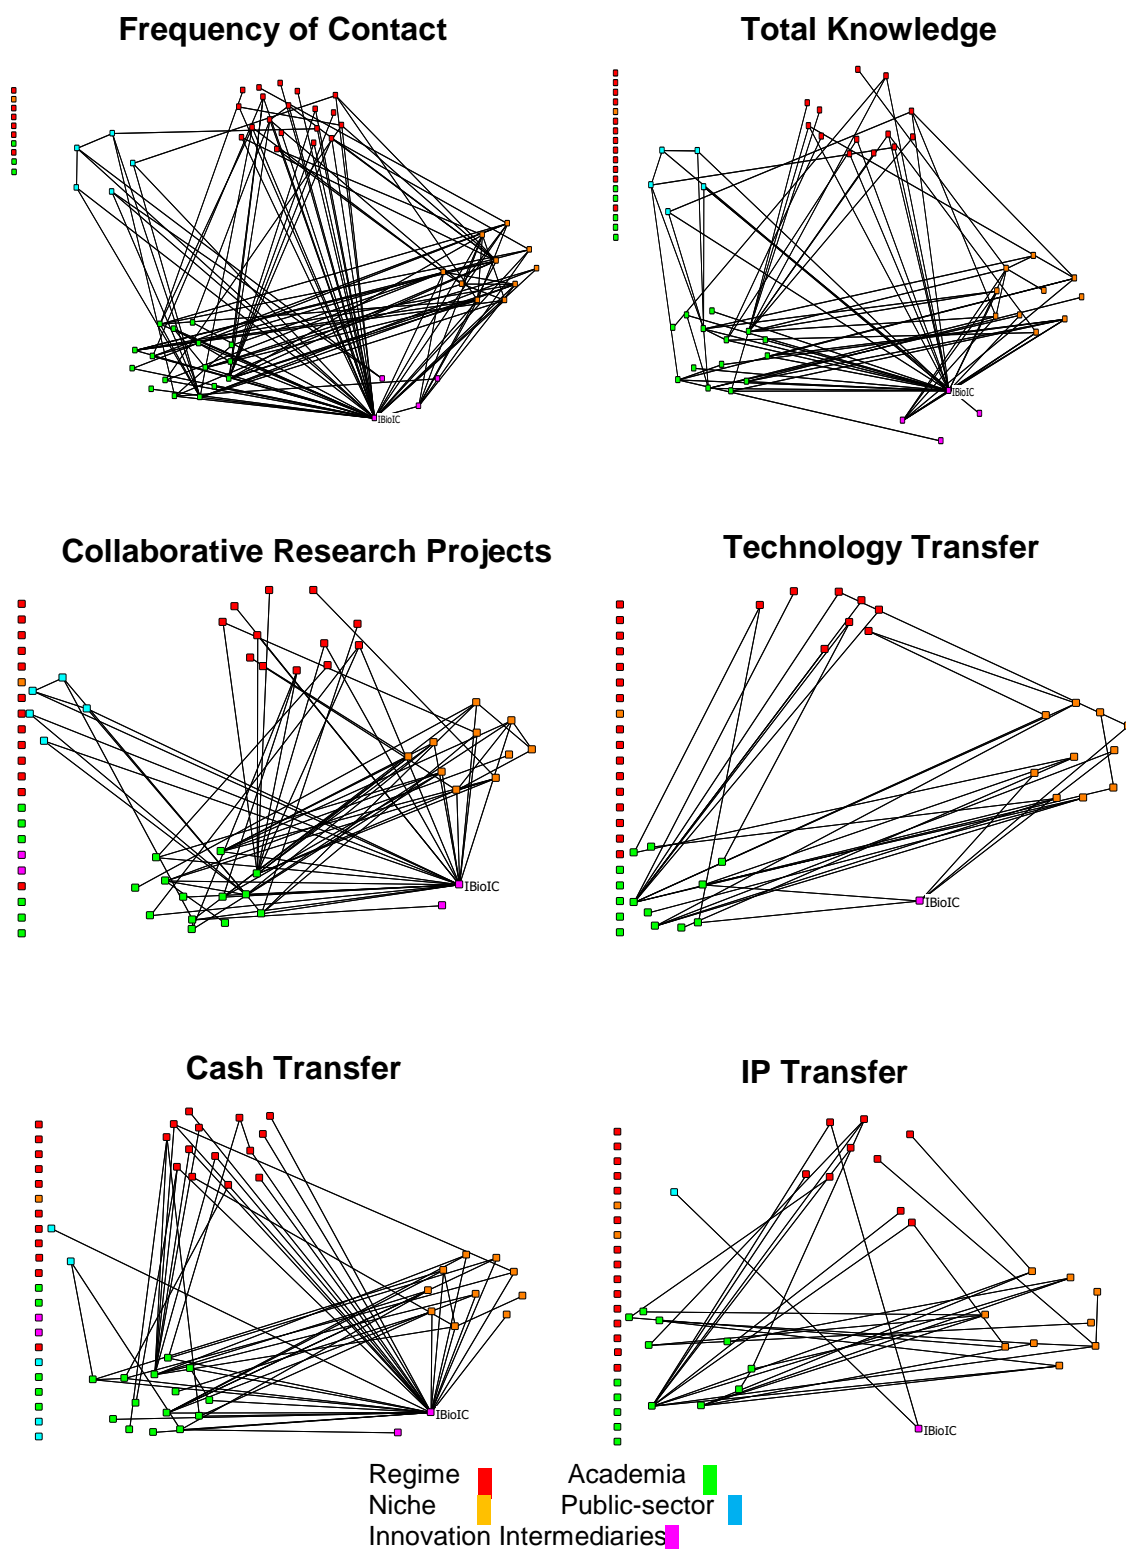 Frequency of Contact
Total Knowledge
IBioIC
IBioIC
Collaborative Research Projects
Technology Transfer
IBioIC
IBioIC
Cash Transfer
IP Transfer
IBioIC
IBioIC
Regime
Academia
Niche
Public-sector
Innovation Intermediaries